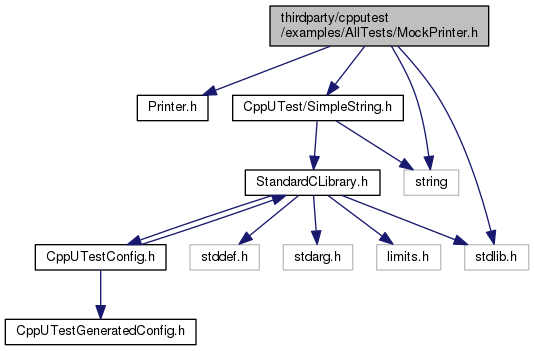 thirdparty/cpputest
/examples/AllTests/MockPrinter.h
Printer.h
CppUTest/SimpleString.h
StandardCLibrary.h
string
CppUTestConfig.h
stddef.h
stdarg.h
limits.h
stdlib.h
CppUTestGeneratedConfig.h